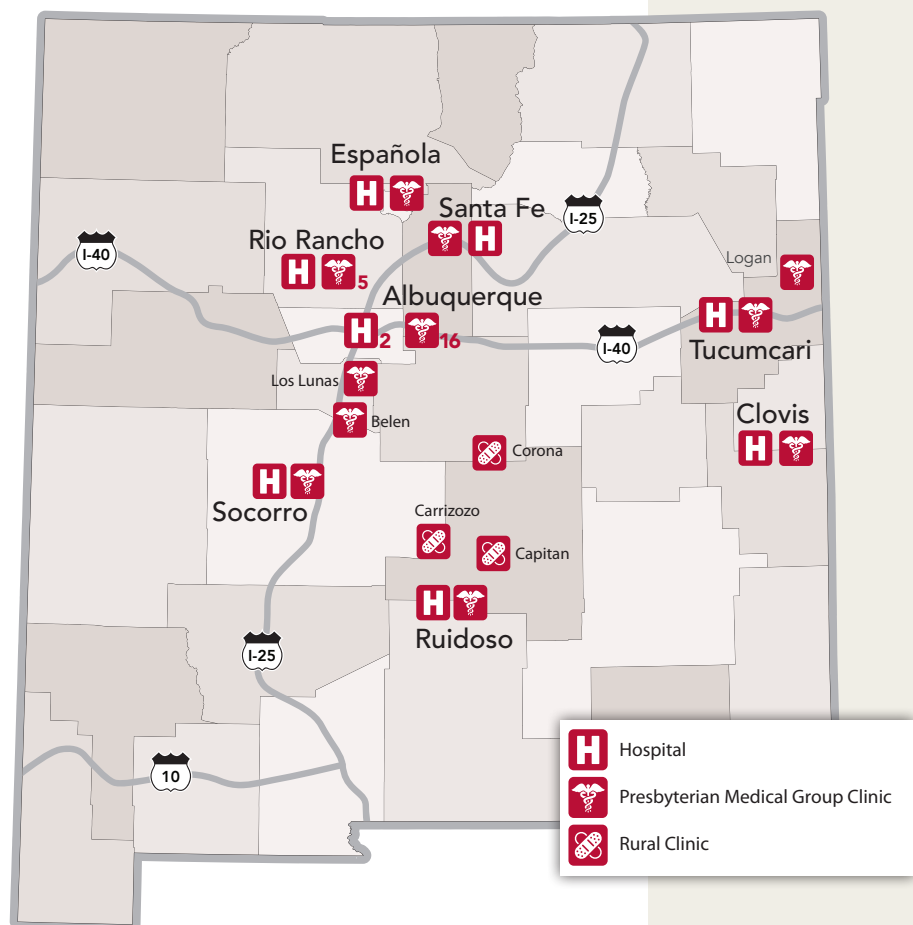 Española
H
Santa Fe
H
I-25
Rio Rancho
H
5
I-40
Logan
Albuquerque
H
2
16
I-40
H
Tucumcari
Los Lunas
Belen
Clovis
H
Corona
H
Socorro
Carrizozo
Capitan
H
Ruidoso
I-25
10
H Hospital
Presbyterian Medical Group Clinic
Rural Clinic